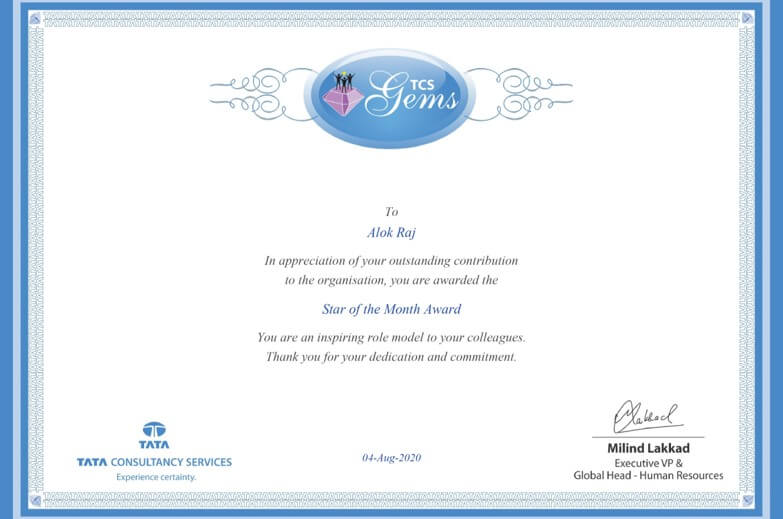 TCS
Gems
To
Alok Raj
In appreciation of your outstanding contribution
to the organisation, you are awarded the
Star of the Month Award
You are an inspiring role model to your colleagues.
Thank you for your dedication and commitment.
TATA
TATA CONSULTANCY SERVICES
Experience certainty.
04-Aug-2020
Lakkad
Milind Lakkad
Executive VP &
Global Head - Human Resources